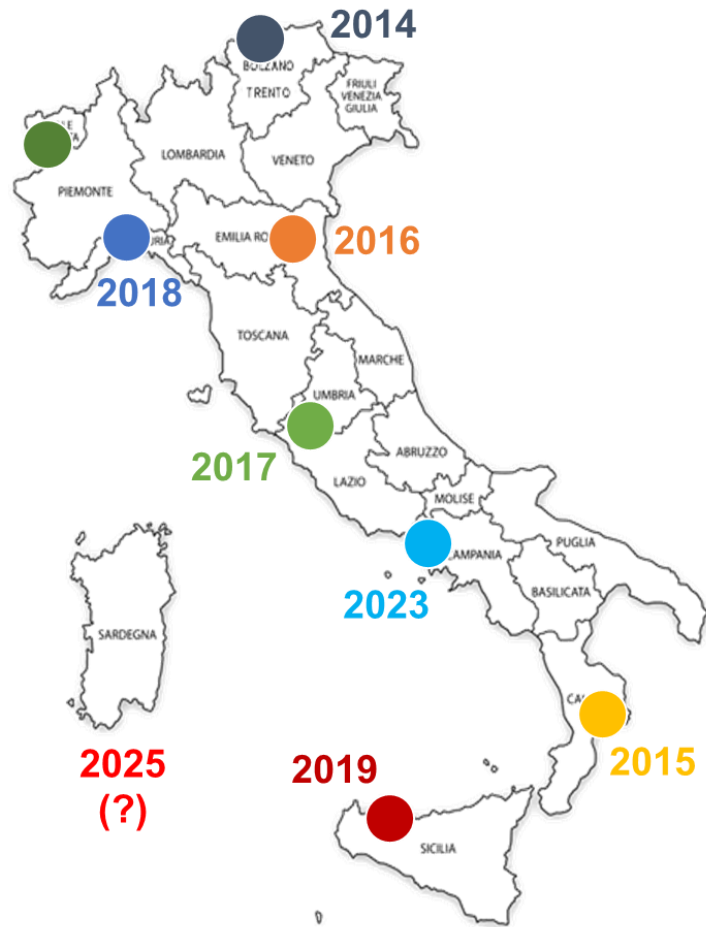 2014
BOLZANO
TRENTO
FRIULI
VENEZIA
GIULIA
LOMBARDIA
VENETO
PIEMONTE
EMILIA RO
2016
2018
TOSCANA
MARCHE
UMBRIA
2017
ABRUZZO
LAZIO
MOLISE
PUGLIA
AMPANIA
2023
BASILICATA
SARDEGNA
CA
2015
2025
(?)
2019
SICILIA